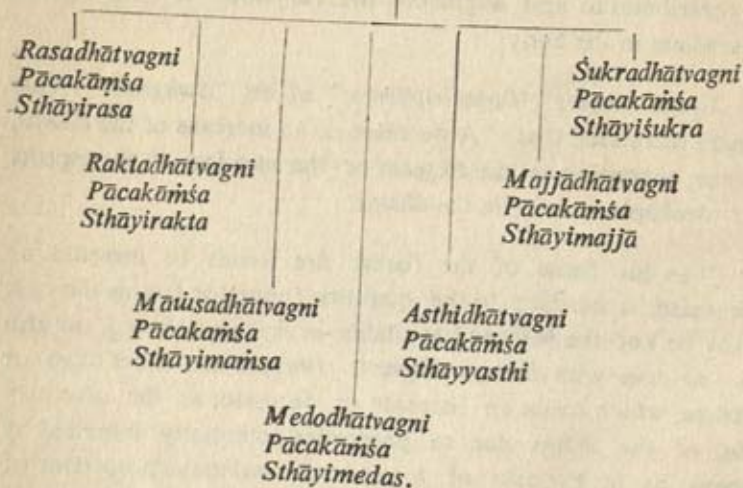 Rasadhātvagni
Pācakāṃśa
Sthāyirasa
Raktadhātvagni
Pācakāṁśa
Sthāyirakta
Māṁsadhātvagni
Pācakaṁśa
Sthāyimaṁsa
Medodhātvagni
Pācakāṁśa
Sthāyimedas.
Asthidhātvagni
Pācakāṁśa
Sthāyyasthi
Majjādhātvagni
Pācakāṁśa
Sthāyimajjā
Śukradhātvagni
Pācakāṁśa
Sthāyiśukra